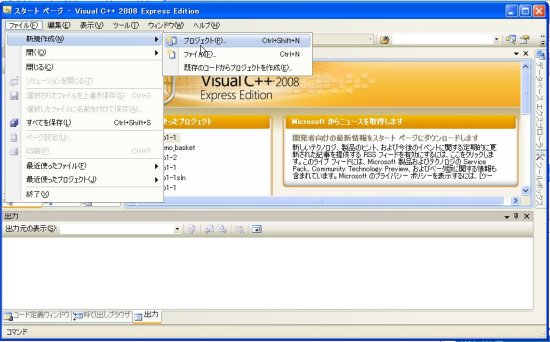 スタート ページ - Visual C++ 2008 Express Edition
ファイル(F) 編集(E) 表示(V) ツール(T) ウィンドウ(W) ヘルプ(H)
新規作成(N)
プロジェクト(P)... Ctrl+Shift+N
ファイル(F)... Ctrl+N
既存のコードからプロジェクトを作成(E)...
開く(O)
閉じる(C)
ソリューションを閉じる(T)
選択されたファイルを上書き保存(S) Ctrl+S
選択したファイルに名前を付けて保存(A)...
すべてを保存(L) Ctrl+Shift+S
ページ設定(U)...
印刷(P)... Ctrl+P
最近使ったファイル(F)
最近使ったプロジェクト(J)
終了(X)
Visual C++ 2008
Express Edition
使ったプロジェクト
o1-1
mo_basket
o1-2
o3-1
o1-1sln
o1-1
Microsoft からニュースを取得します
開発者向けの最新情報をスタート ページにダウンロードします
新しいテクノロジ、製品のヒント、および今後のイベントに関する定期的に更
新された記事を提供する RSS フィードを有効にするには、ここをクリックしま
す。このライブ フィードには、Microsoft 製品およびテクノロジの Service
Pack、Community Technology Preview、およびベータ版に関する情報も
含まれています。Microsoft のプライバシー ポリシーを表示するには、[ツー
データベース エクスプローラ
ツールボックス
出力
出力元の表示(S):
コード定義ウィンドウ 呼び出しブラウザ 出力
コマンド